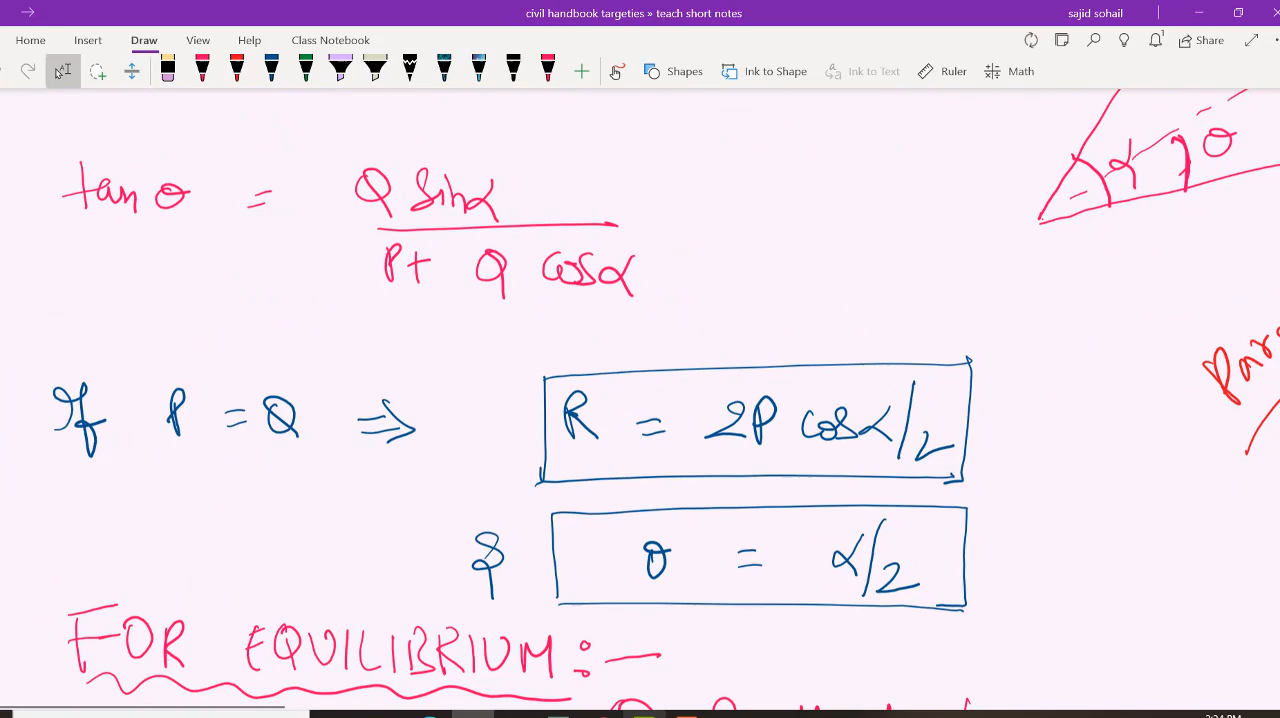 civil handbook targeties » teach short notes
sajid sohail
Home Insert Draw View Help Class Notebook
Share
Shapes Ink to Shape Ink to Text Ruler Math
α θ
tan θ = Q Sinα
P+ Q cosα
If P = Q ⇒ R = 2P cosα/2
& θ = α/2
FOR EQUILIBRIUM:—